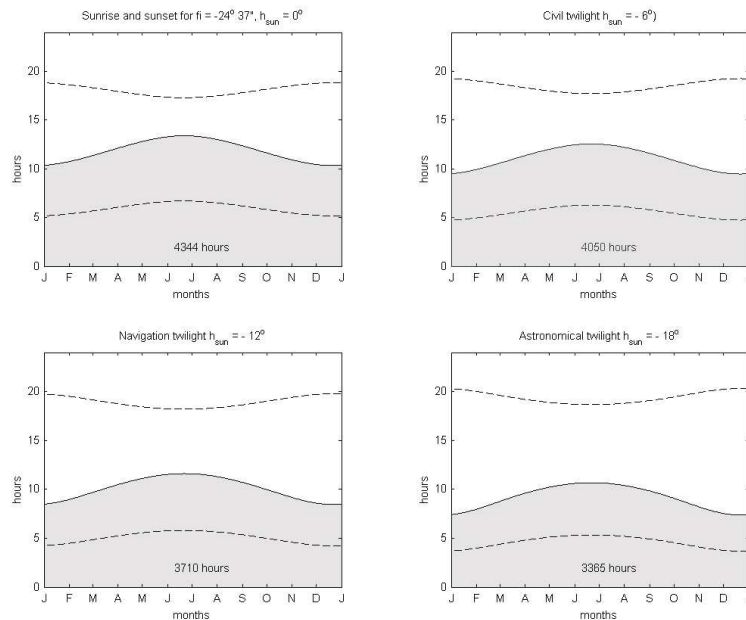 Sunrise and sunset for fi = -24° 37", h_sun = 0°
20
15
10
5
0
hours
4344 hours
J F M A M J J A S O N D J
months
Civil twilight h_sun = - 6°)
20
15
10
5
0
hours
4050 hours
J F M A M J J A S O N D
months
Navigation twilight h_sun = - 12°
20
15
10
5
0
hours
3710 hours
J F M A M J J A S O N D J
months
Astronomical twilight h_sun = - 18°
20
15
10
5
0
hours
3365 hours
J F M A M J J A S O N D
months